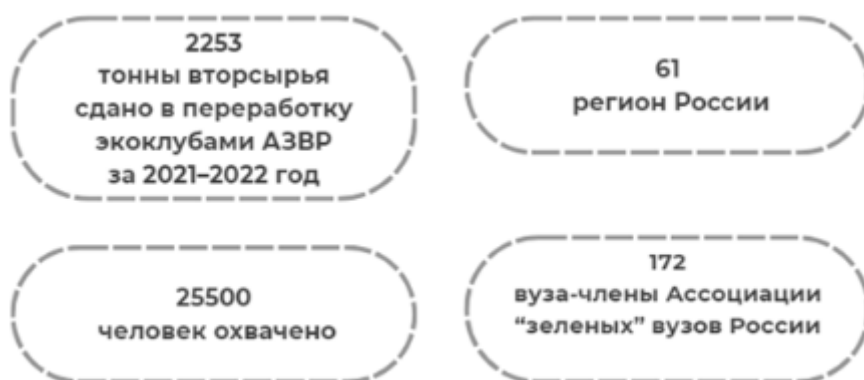 2253
тонны вторсырья
сдано в переработку
экоклубами АЗВР
за 2021–2022 год
61
регион России
25500
человек охвачено
172
вуза-члены Ассоциации
“зеленых” вузов России